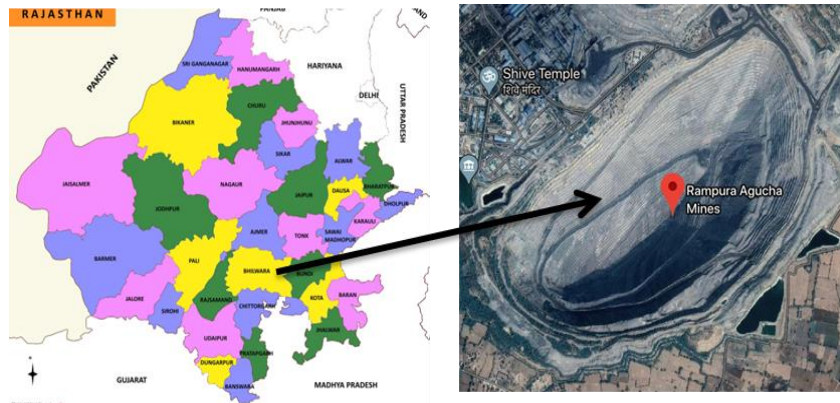 RAJASTHAN
PUNJAB
PAKISTAN
SRI GANGANAGAR
HANUMANGARH
HARIYANA
DELHI
UTTAR PRADESH
CHURU
BIKANER
JHUNJHUNU
SIKAR
ALWAR
JAISALMER
NAGAUR
JODHPUR
JAIPUR
DAUSA
BHARATPUR
DHOLPUR
KARAULI
AJMER
TONK
SAWAI
MADHOPUR
BARMER
PALI
BHILWARA
BUNDI
RAJSAMAND
KOTA
BARAN
JALORE
SIROHI
CHITTORGARH
JHALWAR
UDAIPUR
PRATAPGARH
DUNGARPUR
BANSWARA
GUJARAT
MADHYA PRADESH
Shive Temple
शिवे मंदिर
Rampura Agucha
Mines